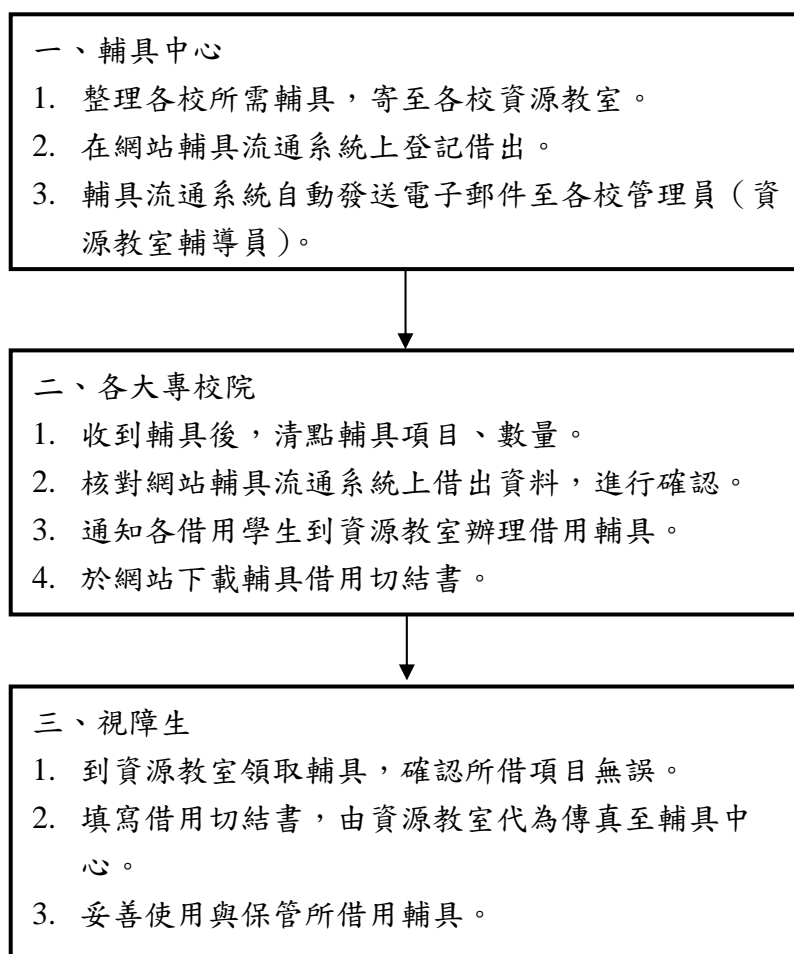 一、輔具中心
1. 整理各校所需輔具，寄至各校資源教室。
2. 在網站輔具流通系統上登記借出。
3. 輔具流通系統自動發送電子郵件至各校管理員（資
源教室輔導員）。
二、各大專校院
1. 收到輔具後，清點輔具項目、數量。
2. 核對網站輔具流通系統上借出資料，進行確認。
3. 通知各借用學生到資源教室辦理借用輔具。
4. 於網站下載輔具借用切結書。
三、視障生
1. 到資源教室領取輔具，確認所借項目無誤。
2. 填寫借用切結書，由資源教室代為傳真至輔具中
心。
3. 妥善使用與保管所借用輔具。